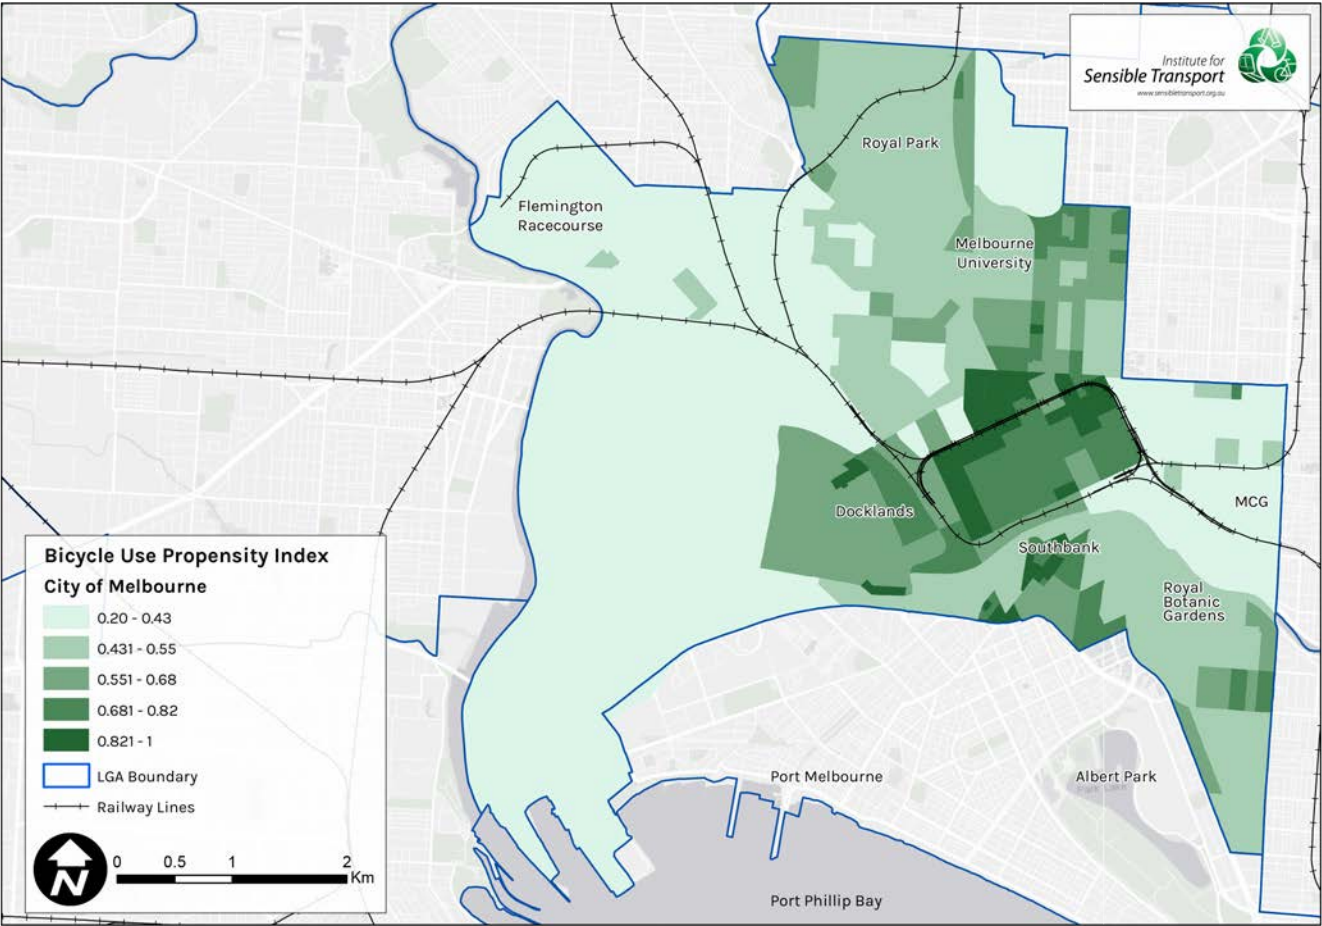 Institute for
Sensible Transport
www.sensibletransport.org.au
Royal Park
Flemington
Racecourse
Melbourne
University
MCG
Docklands
Southbank
Royal
Botanic
Gardens
Bicycle Use Propensity Index
City of Melbourne
0.20 - 0.43
0.431 - 0.55
0.551 - 0.68
0.681 - 0.82
0.821 - 1
LGA Boundary
Railway Lines
Port Melbourne
Albert Park
Park Lake
N
0 0.5 1 2
Km
Port Phillip Bay